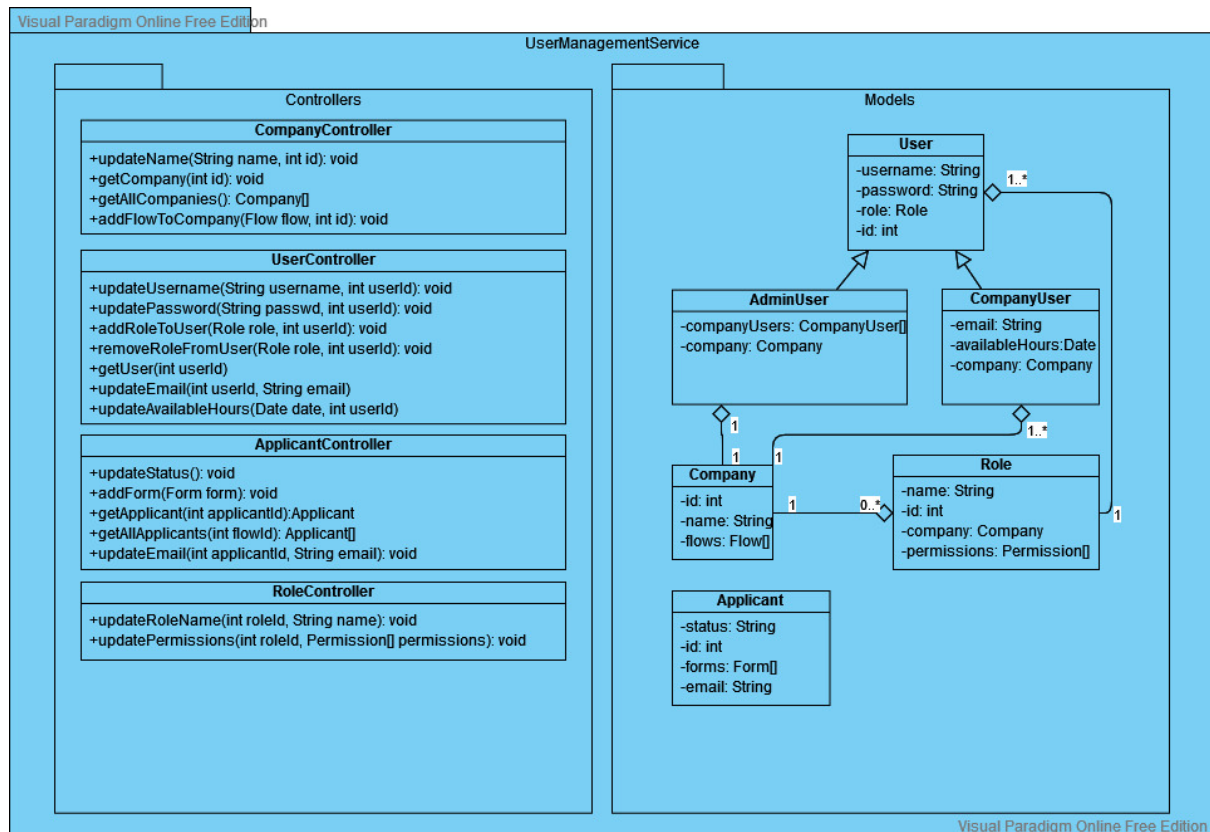 Visual Paradigm Online Free Edition
UserManagementService
Controllers
CompanyController
+updateName(String name, int id): void
+getCompany(int id): void
+getAllCompanies(): Company[]
+addFlowToCompany(Flow flow, int id): void
UserController
+updateUsername(String username, int userId): void
+updatePassword(String passwd, int userId): void
+addRoleToUser(Role role, int userId): void
+removeRoleFromUser(Role role, int userId): void
+getUser(int userId)
+updateEmail(int userId, String email)
+updateAvailableHours(Date date, int userId)
ApplicantController
+updateStatus(): void
+addForm(Form form): void
+getApplicant(int applicantId):Applicant
+getAllApplicants(int flowId): Applicant[]
+updateEmail(int applicantId, String email): void
RoleController
+updateRoleName(int roleId, String name): void
+updatePermissions(int roleId, Permission[] permissions): void
Models
User
-username: String
-password: String
-role: Role
-id: int
1..*
AdminUser
-companyUsers: CompanyUser[]
-company: Company
CompanyUser
-email: String
-availableHours:Date
-company: Company
1
1..*
1
1
Company
-id: int
-name: String
-flows: Flow[]
1
0..*
Role
-name: String
-id: int
-company: Company
-permissions: Permission[]
1
Applicant
-status: String
-id: int
-forms: Form[]
-email: String
Visual Paradigm Online Free Edition